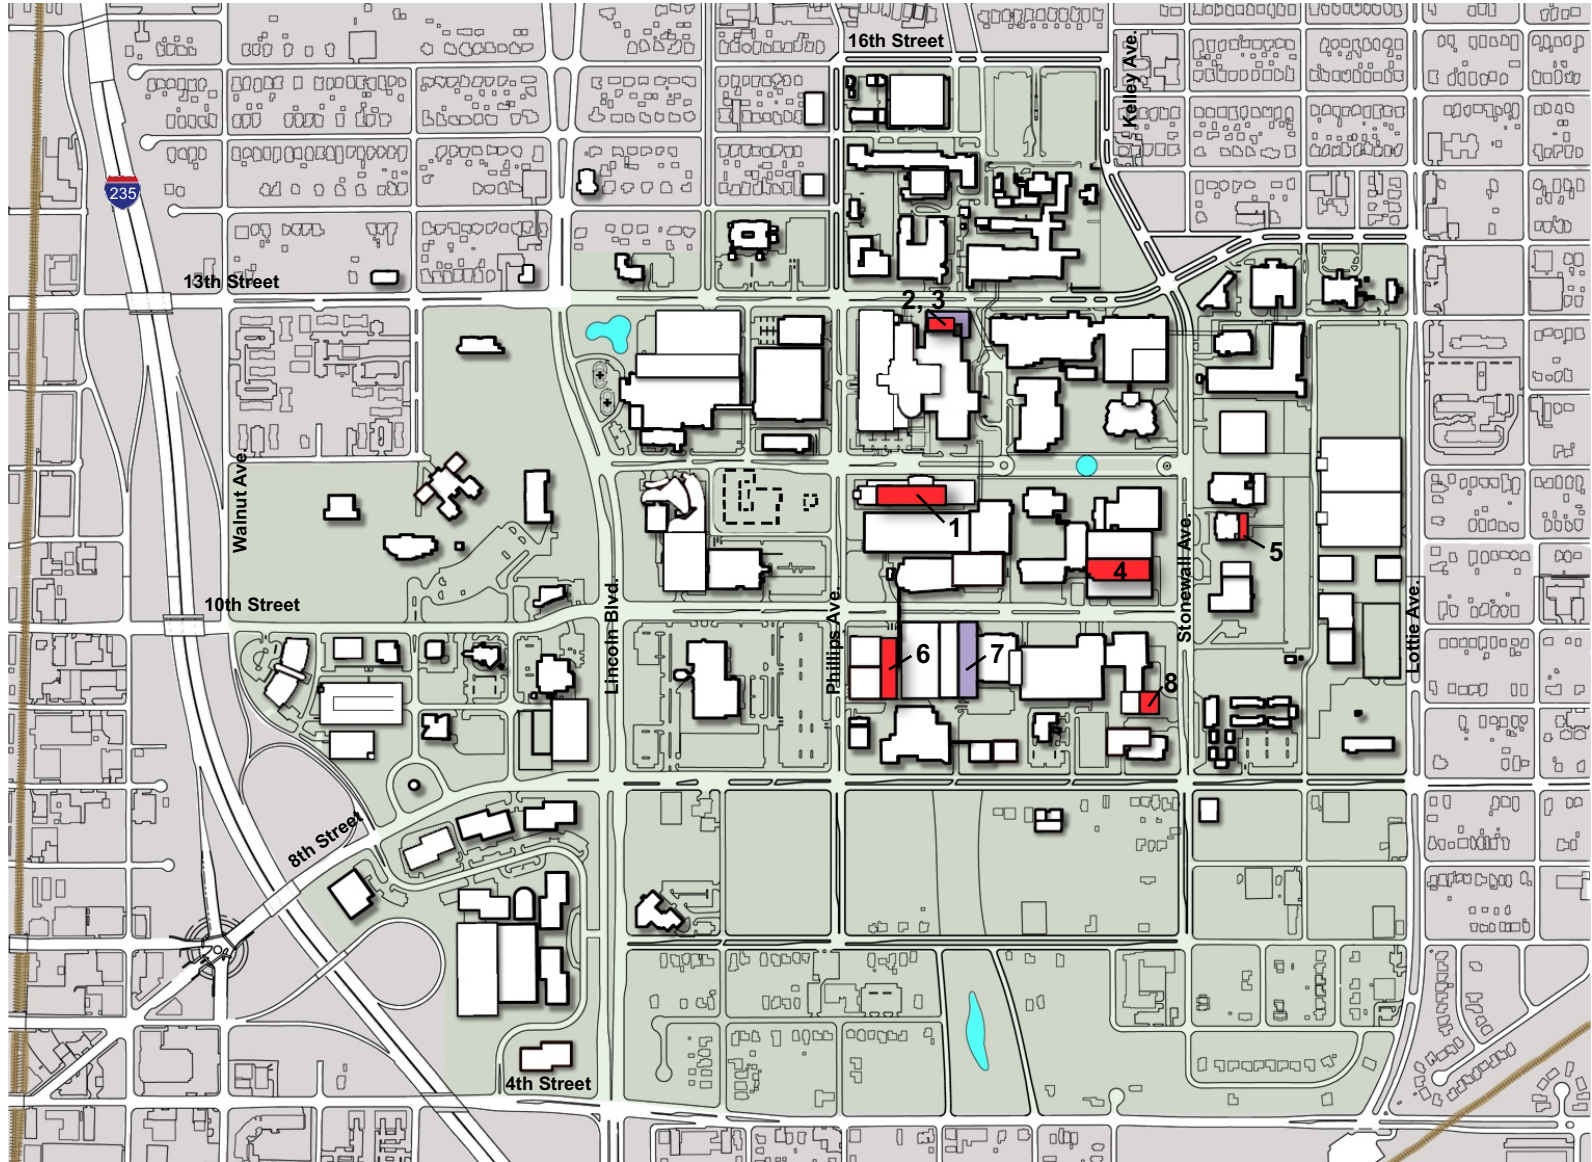 16th Street
Kelley Ave.
235
13th Street
2, 3
Walnut Ave.
1
5
4
10th Street
Lincoln Blvd.
Phillips Ave.
Stonewall Ave.
Lottie Ave.
6
7
8
8th Street
4th Street